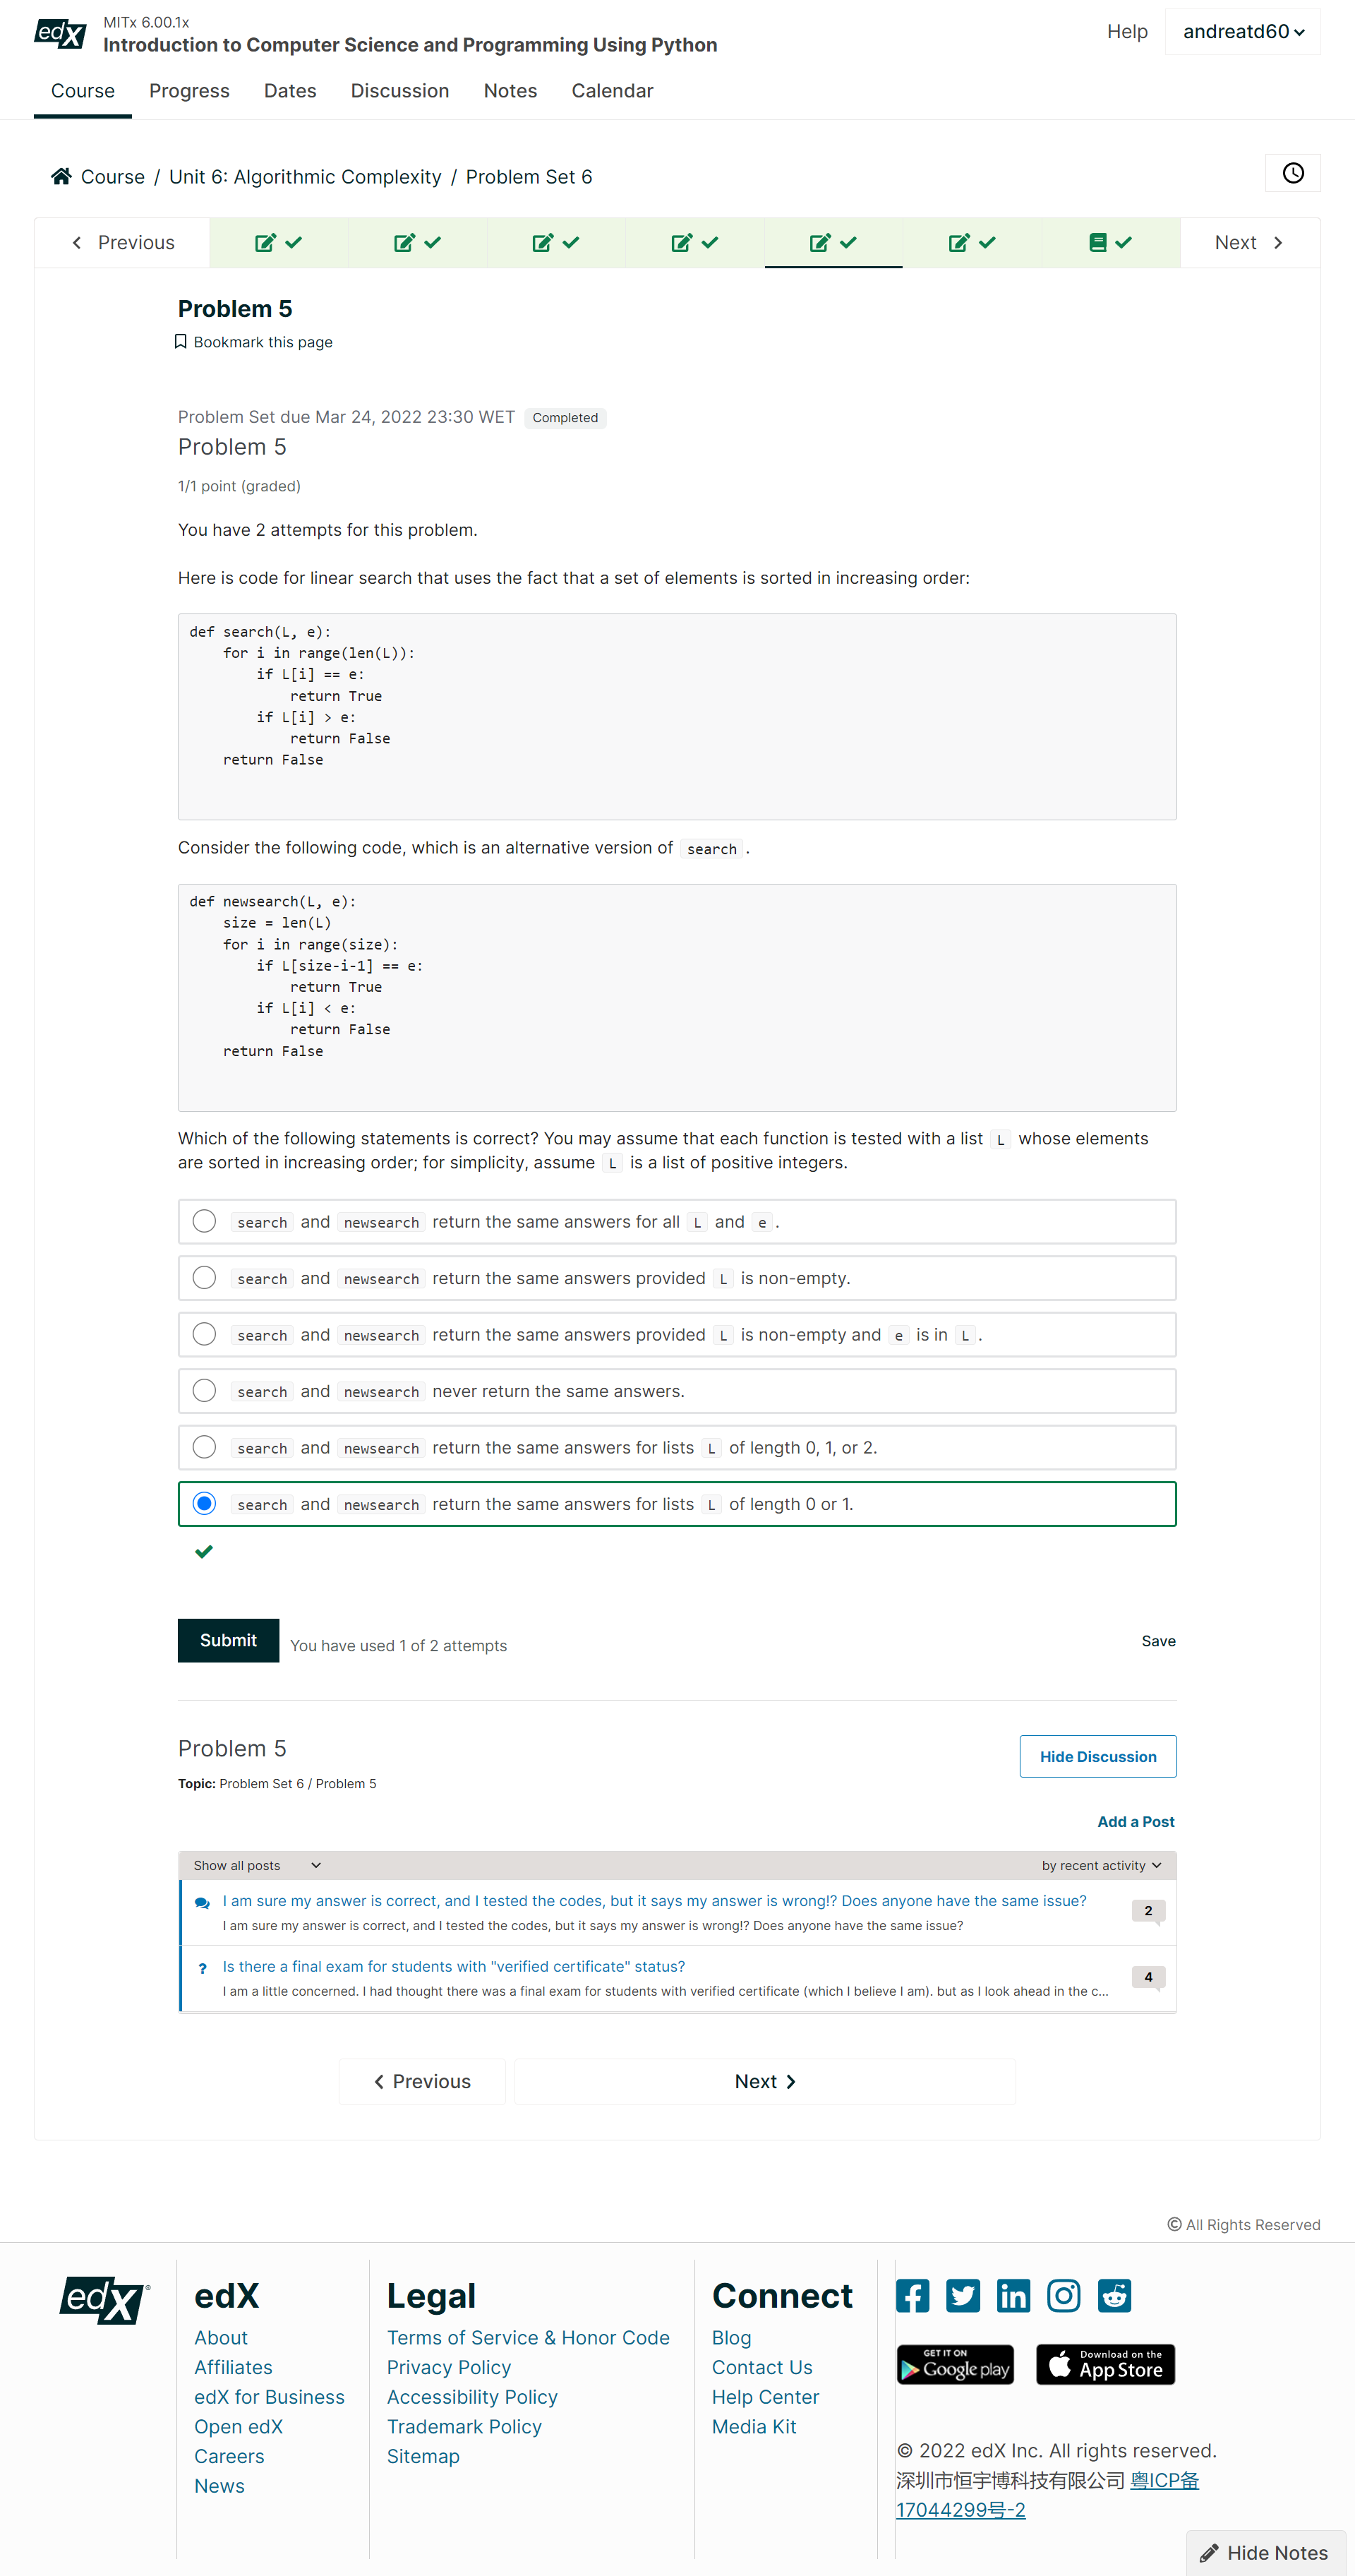 edX
MITx 6.00.1x
Introduction to Computer Science and Programming Using Python
Help
andreatd60
Course
Progress
Dates
Discussion
Notes
Calendar
Course / Unit 6: Algorithmic Complexity / Problem Set 6
Previous
Next
Problem 5
Bookmark this page
Problem Set due Mar 24, 2022 23:30 WET Completed
Problem 5
1/1 point (graded)
You have 2 attempts for this problem.
Here is code for linear search that uses the fact that a set of elements is sorted in increasing order:
def search(L, e):
    for i in range(len(L)):
        if L[i] == e:
            return True
        if L[i] > e:
            return False
    return False
Consider the following code, which is an alternative version of search .
def newsearch(L, e):
    size = len(L)
    for i in range(size):
        if L[size-i-1] == e:
            return True
        if L[i] < e:
            return False
    return False
Which of the following statements is correct? You may assume that each function is tested with a list L whose elements
are sorted in increasing order; for simplicity, assume L is a list of positive integers.
search and newsearch return the same answers for all L and e .
search and newsearch return the same answers provided L is non-empty.
search and newsearch return the same answers provided L is non-empty and e is in L .
search and newsearch never return the same answers.
search and newsearch return the same answers for lists L of length 0, 1, or 2.
search and newsearch return the same answers for lists L of length 0 or 1.
Submit
You have used 1 of 2 attempts
Save
Problem 5
Hide Discussion
Topic: Problem Set 6 / Problem 5
Add a Post
Show all posts
by recent activity
I am sure my answer is correct, and I tested the codes, but it says my answer is wrong!? Does anyone have the same issue?
I am sure my answer is correct, and I tested the codes, but it says my answer is wrong!? Does anyone have the same issue?
2
? Is there a final exam for students with "verified certificate" status?
I am a little concerned. I had thought there was a final exam for students with verified certificate (which I believe I am). but as I look ahead in the c...
4
Previous
Next
© All Rights Reserved
edX®
edX
About
Affiliates
edX for Business
Open edX
Careers
News
Legal
Terms of Service & Honor Code
Privacy Policy
Accessibility Policy
Trademark Policy
Sitemap
Connect
Blog
Contact Us
Help Center
Media Kit
GET IT ON
Google play
Download on the
App Store
© 2022 edX Inc. All rights reserved.
深圳市恒宇博科技有限公司 粤ICP备
17044299号-2
Hide Notes